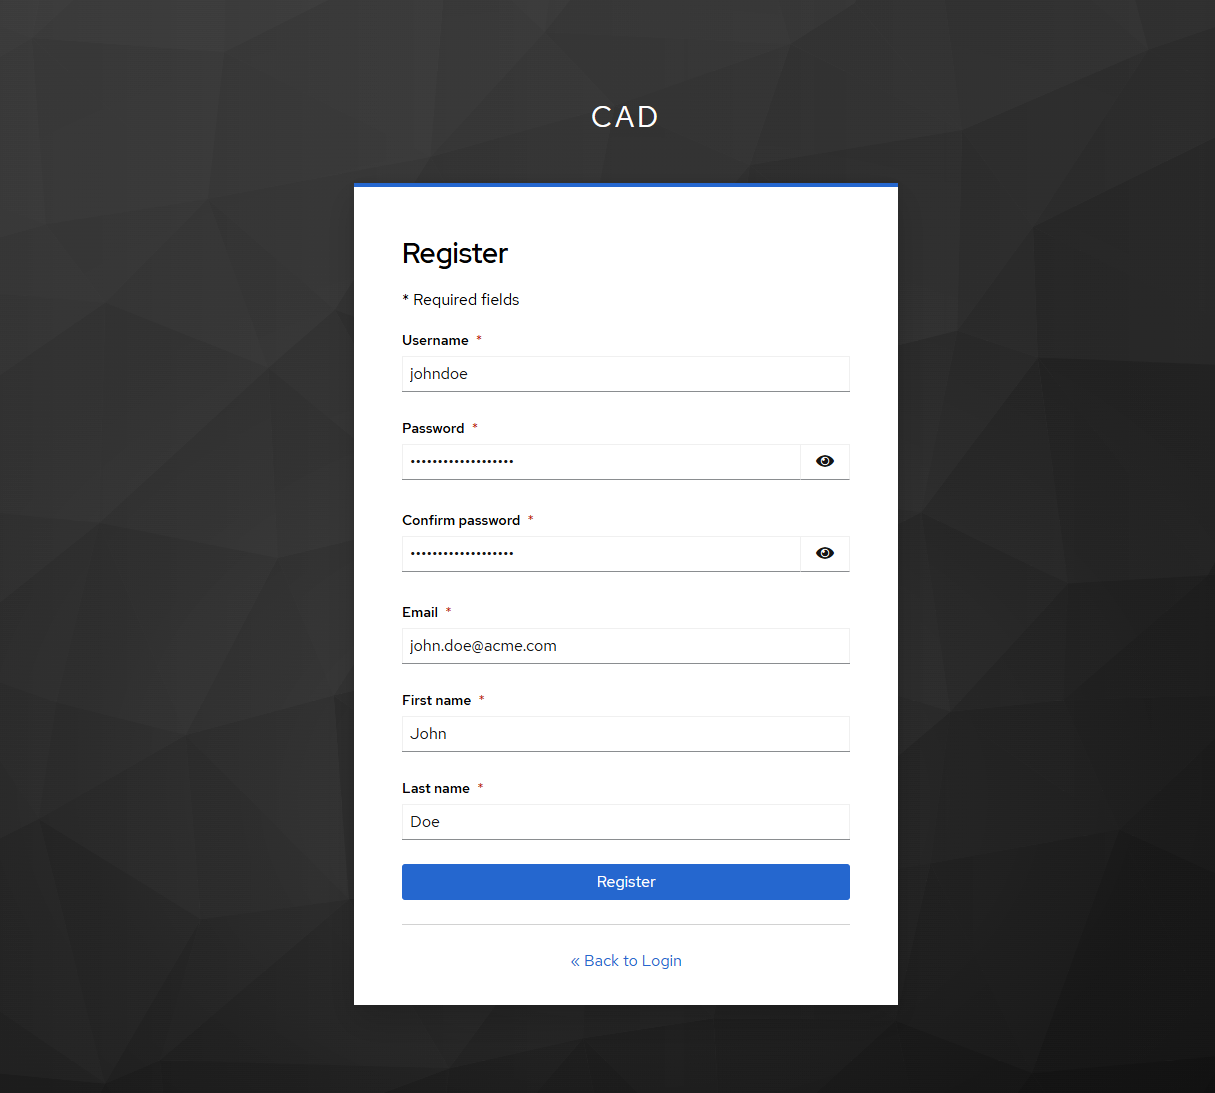 CAD
Register
* Required fields
Username *
johndoe
Password *
•••••••••••••••••••
Confirm password *
•••••••••••••••••••
Email *
john.doe@acme.com
First name *
John
Last name *
Doe
Register
« Back to Login